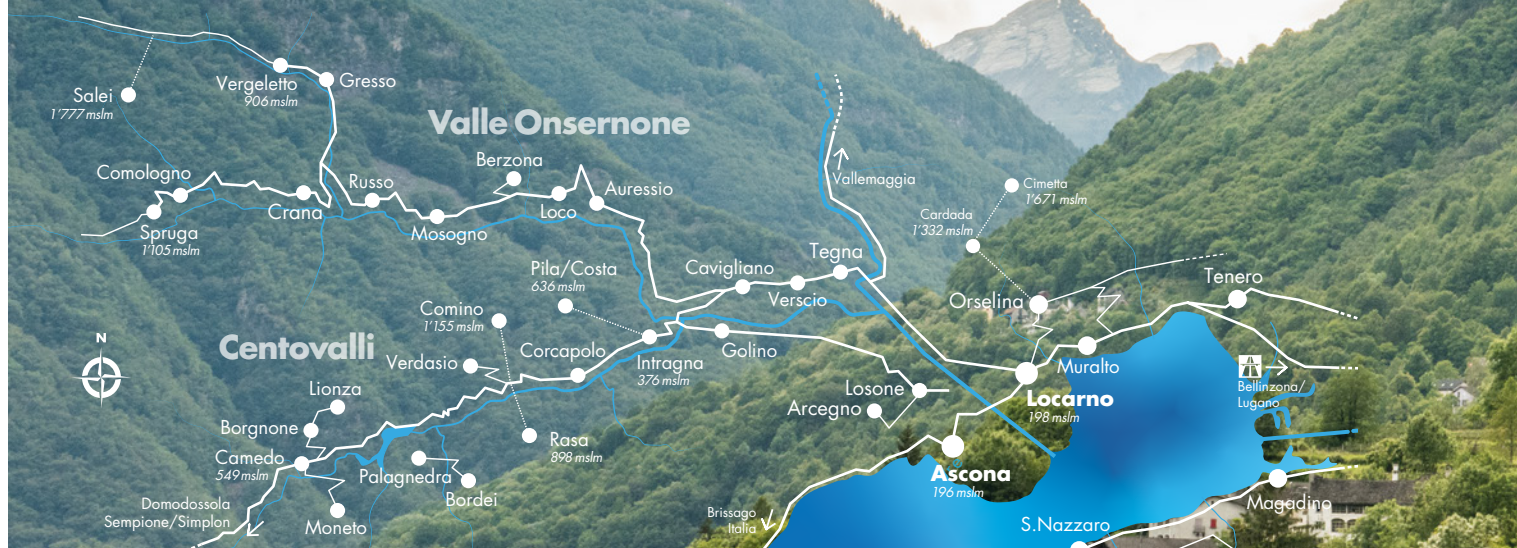 Vergeletto
906 mslm
Gresso
Salei
1'777 mslm
Valle Onsernone
Comologno
Spruga
1'105 mslm
Crana
Russo
Mosogno
Berzona
Loco
Auressio
Vallemaggia
Cimetta
1'671 mslm
Cardada
1'332 mslm
Pila/Costa
636 mslm
Cavigliano
Verscio
Tegna
Orselina
Tenero
Comino
1'155 mslm
N
Centovalli
Verdasio
Corcapolo
Intragna
376 mslm
Golino
Muralto
Bellinzona/
Lugano
Lionza
Borgnone
Camedo
549 mslm
Losone
Arcegno
Locarno
198 mslm
Rasa
898 mslm
Palagnedra
Bordei
Moneto
Domodossola
Sempione/Simplon
Ascona
196 mslm
Brissago
Italia
Magadino
S.Nazzaro